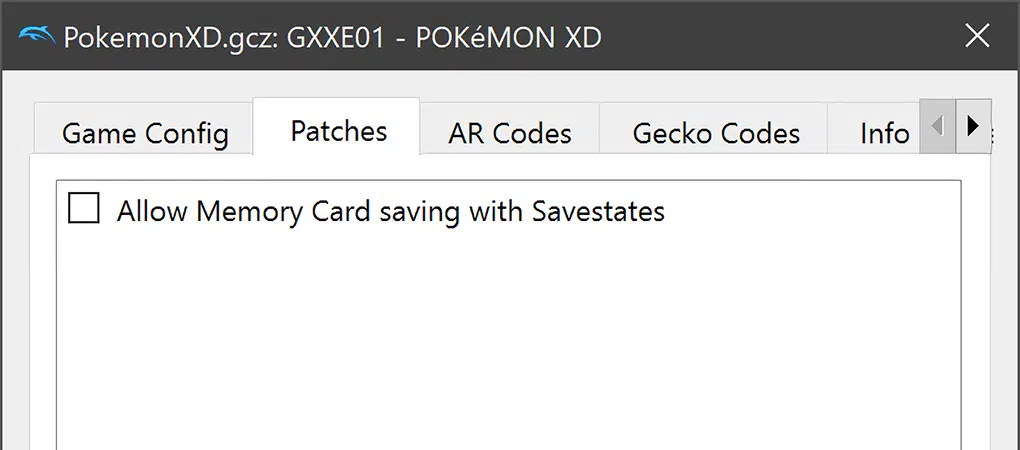 PokemonXD.gcz: GXXE01 - POKéMON XD
Game Config Patches AR Codes Gecko Codes Info
Allow Memory Card saving with Savestates